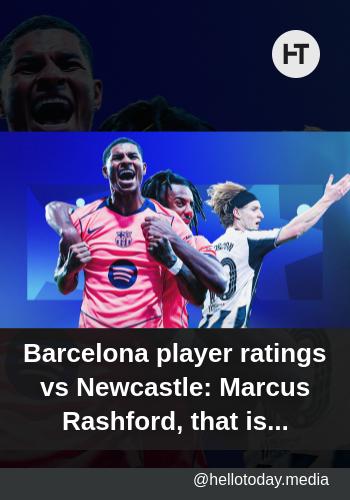 HT
Barcelona player ratings
vs Newcastle: Marcus
Rashford, that is...
@hellotoday.media